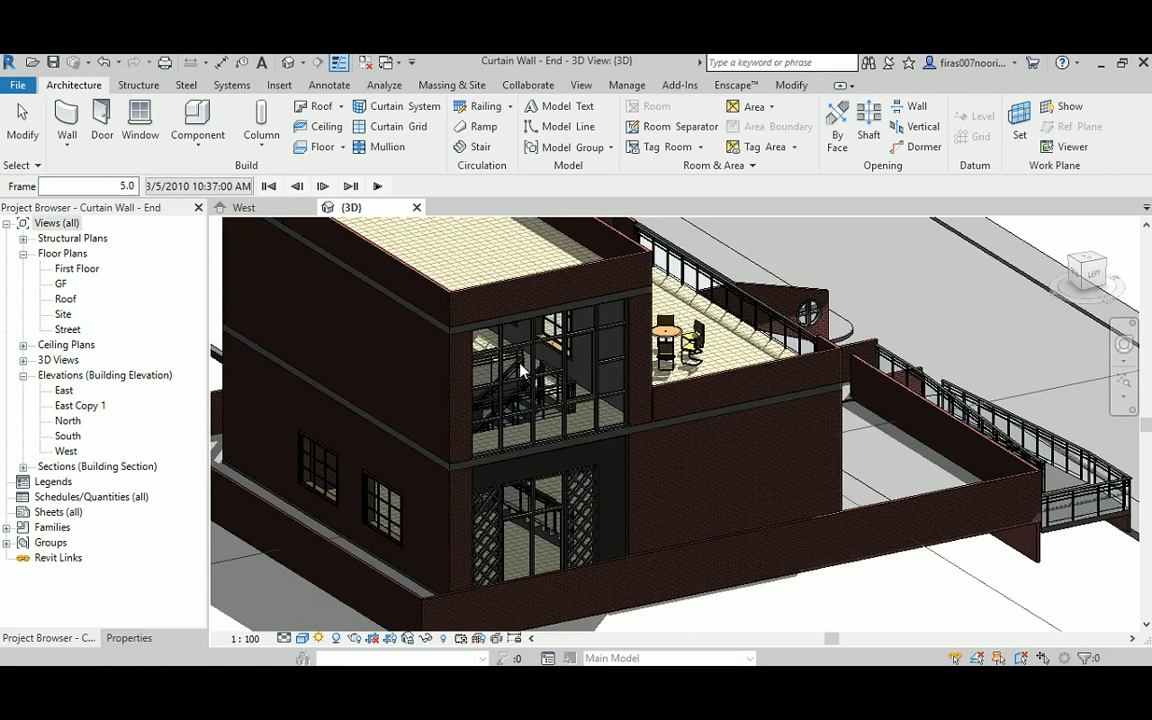 Curtain Wall - End - 3D View: {3D}
Type a keyword or phrase
firas007noori...
File Architecture Structure Steel Systems Insert Annotate Analyze Massing & Site Collaborate View Manage Add-Ins Enscape™ Modify
Modify
Select
Wall
Door
Window
Component
Column
Roof
Ceiling
Floor
Curtain System
Curtain Grid
Mullion
Build
Railing
Ramp
Stair
Circulation
Model Text
Model Line
Model Group
Model
Room
Room Separator
Tag Room
Area
Area Boundary
Tag Area
Room & Area
By Face
Shaft
Wall
Vertical
Dormer
Opening
Level
Grid
Datum
Set
Show
Ref Plane
Viewer
Work Plane
Frame 5.0 3/5/2010 10:37:00 AM
Project Browser - Curtain Wall - End
West
{3D}
Views (all)
Structural Plans
Floor Plans
First Floor
GF
Roof
Site
Street
Ceiling Plans
3D Views
Elevations (Building Elevation)
East
East Copy 1
North
South
West
Sections (Building Section)
Legends
Schedules/Quantities (all)
Sheets (all)
Families
Groups
Revit Links
LEFT
Project Browser - C... Properties
1 : 100
:0
Main Model
:0